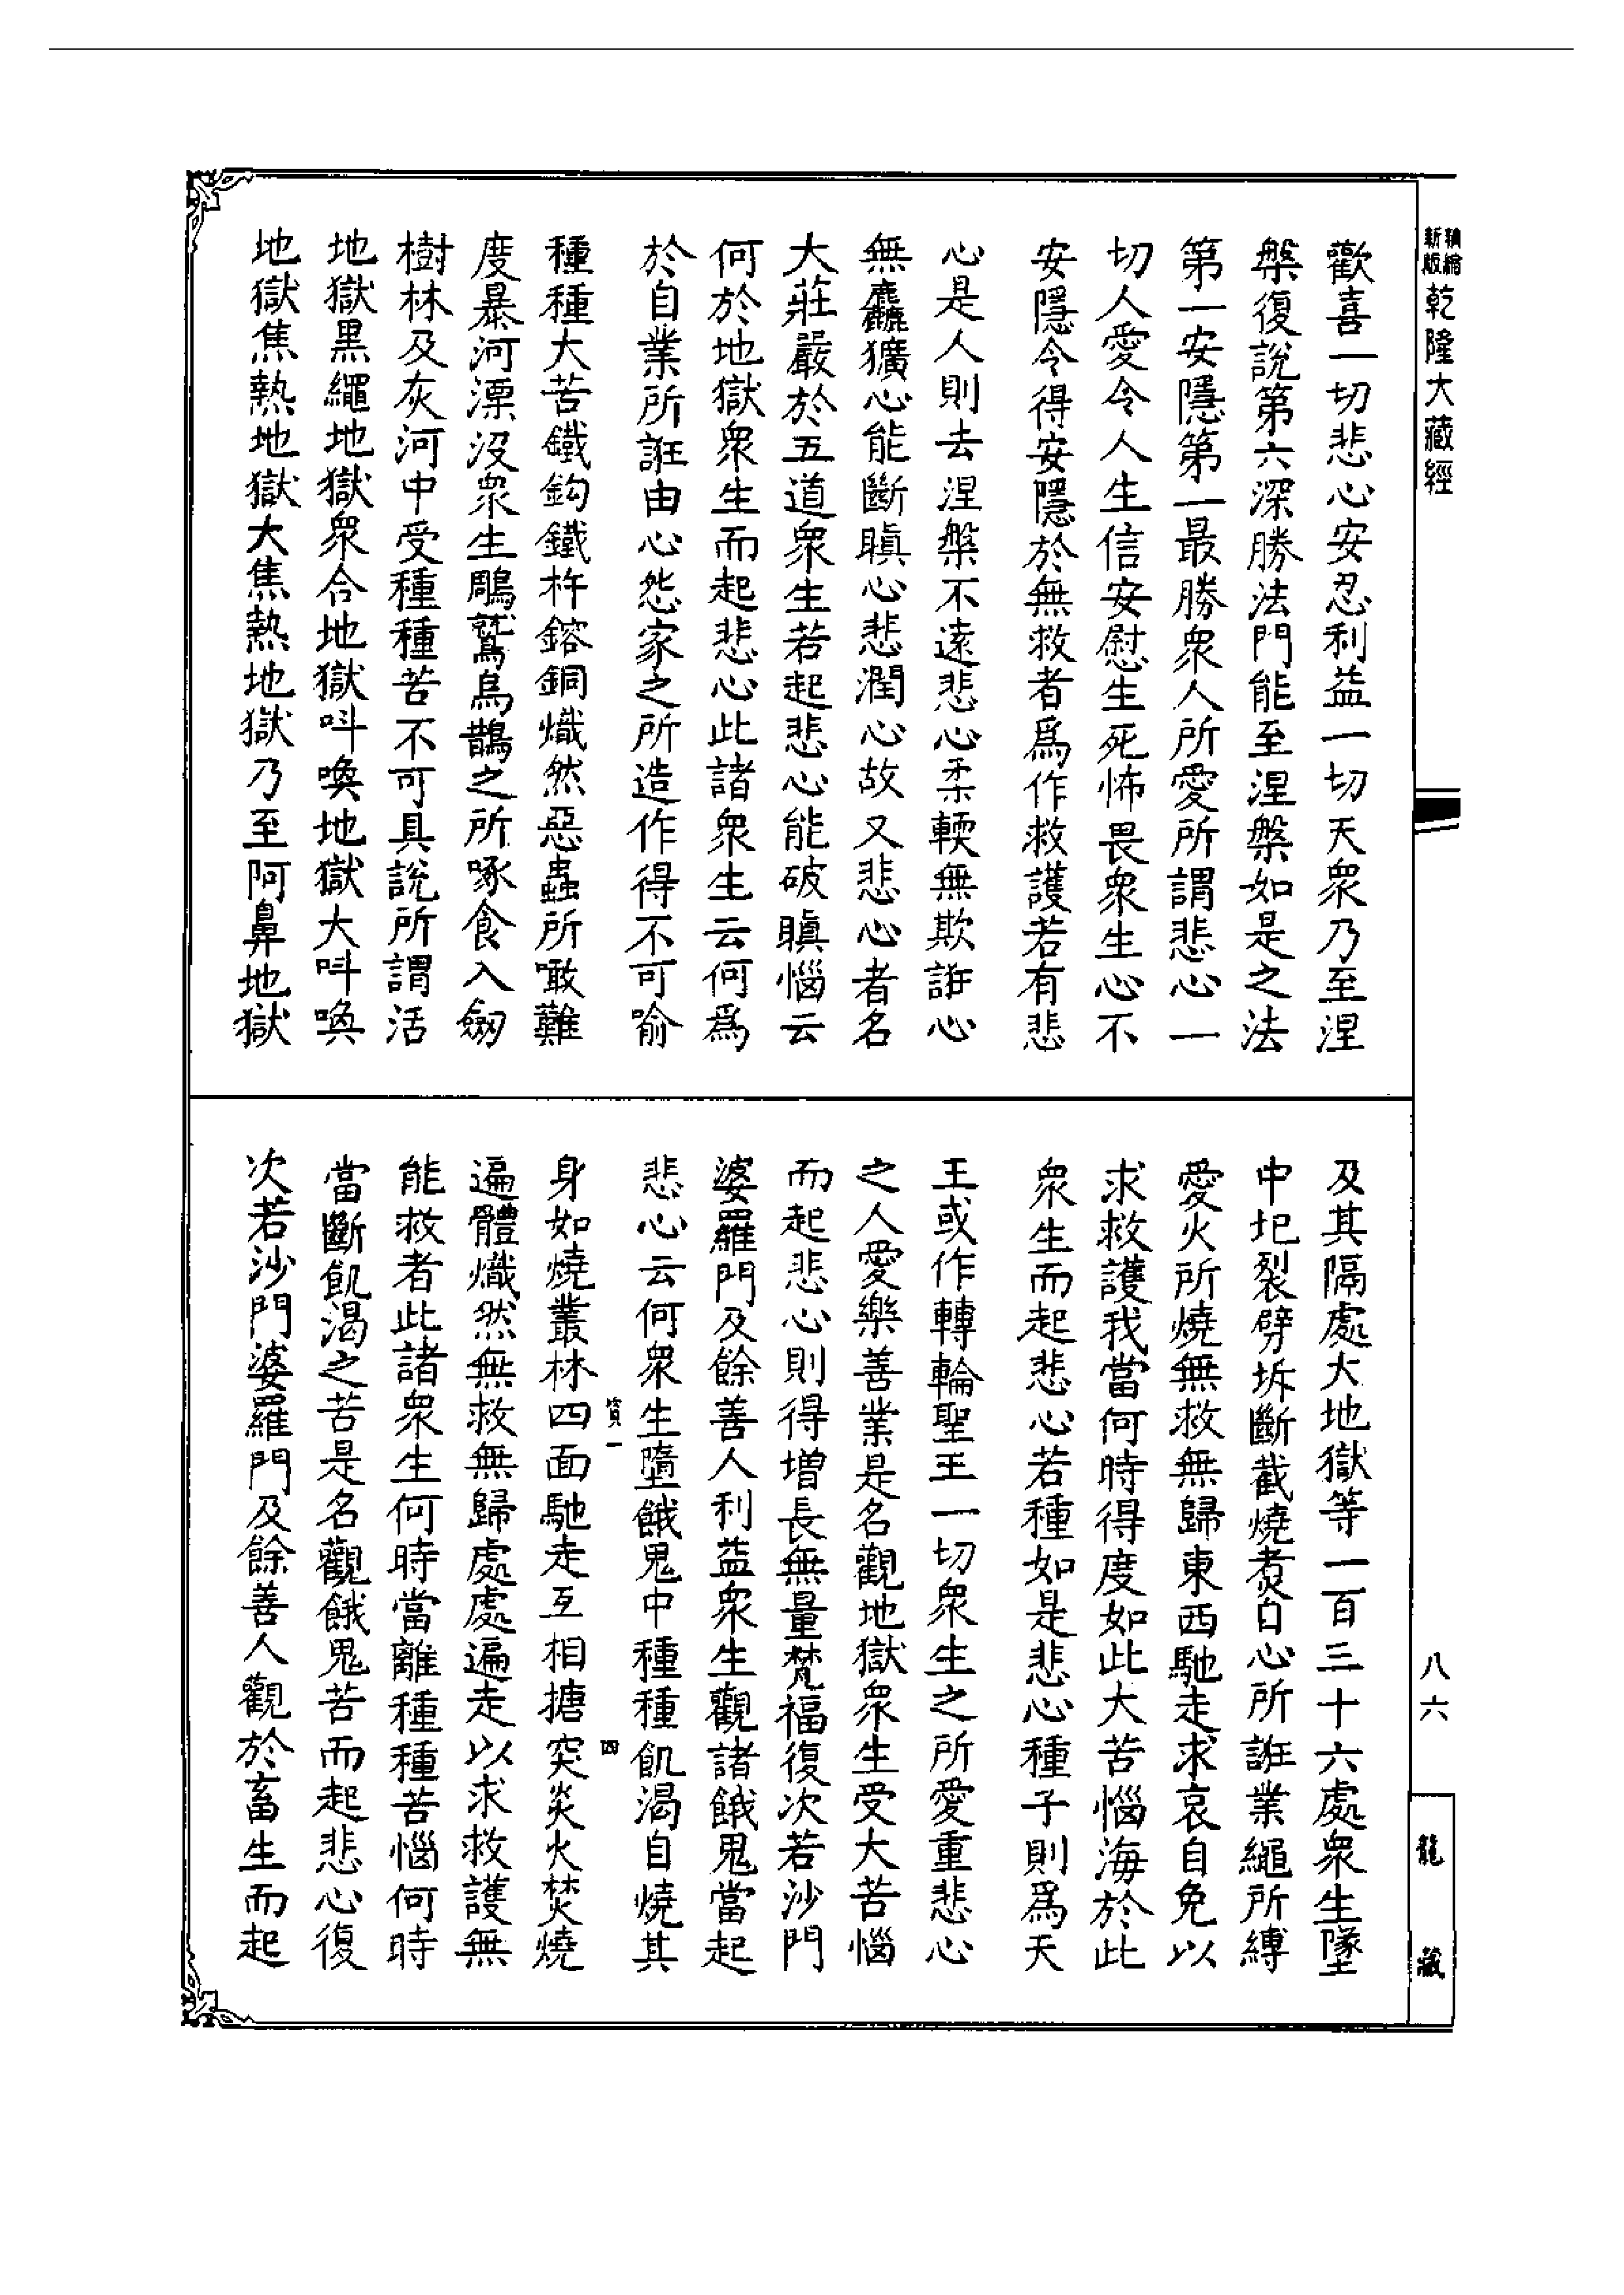 新版
精縮
乾隆大藏經
歡喜一切悲心安忍利益一切天衆乃至涅
槃復說第六深勝法門能至涅槃如是之法
第一安隱第一最勝衆人所愛所謂悲心一
切人愛令人生信安慰生死怖畏衆生心不
安隱令得安隱於無救者爲作救護若有悲
心是人則去涅槃不遠悲心柔輭無欺誑心
無麤獷心能斷瞋心悲潤心故又悲心者名
大莊嚴於五道衆生若起悲心能破瞋惱云
何於地獄衆生而起悲心此諸衆生云何爲
於自業所誑由心怨家之所造作得不可喻
種種大苦鐵鉤鐵杵鎔銅熾然惡蟲所噉難
度暴河漂沒衆生鵰鷲烏鵲之所啄食入劒
樹林及灰河中受種種苦不可具說所謂活
地獄黑繩地獄衆合地獄呌喚地獄大呌喚
地獄焦熱地獄大焦熱地獄乃至阿鼻地獄
及其隔處大地獄等一百三十六處衆生墜
中圮裂劈坼斷截燒煑自心所誑業繩所縛
愛火所燒無救無歸東西馳走求哀自免以
求救護我當何時得度如此大苦惱海於此
衆生而起悲心若種如是悲心種子則爲天
王或作轉輪聖王一切衆生之所愛重悲心
之人愛樂善業是名觀地獄衆生受大苦惱
而起悲心則得增長無量梵福復次若沙門
婆羅門及餘善人利益衆生觀諸餓鬼當起
悲心云何衆生墮餓鬼中種種飢渴自燒其
身如燒叢林四面馳走互相搪突炎火焚燒
遍體熾然無救無歸處處遍走以求救護無
能救者此諸衆生何時當離種種苦惱何時
當斷飢渴之苦是名觀餓鬼苦而起悲心復
次若沙門婆羅門及餘善人觀於畜生而起
資一
四
八六
龍藏